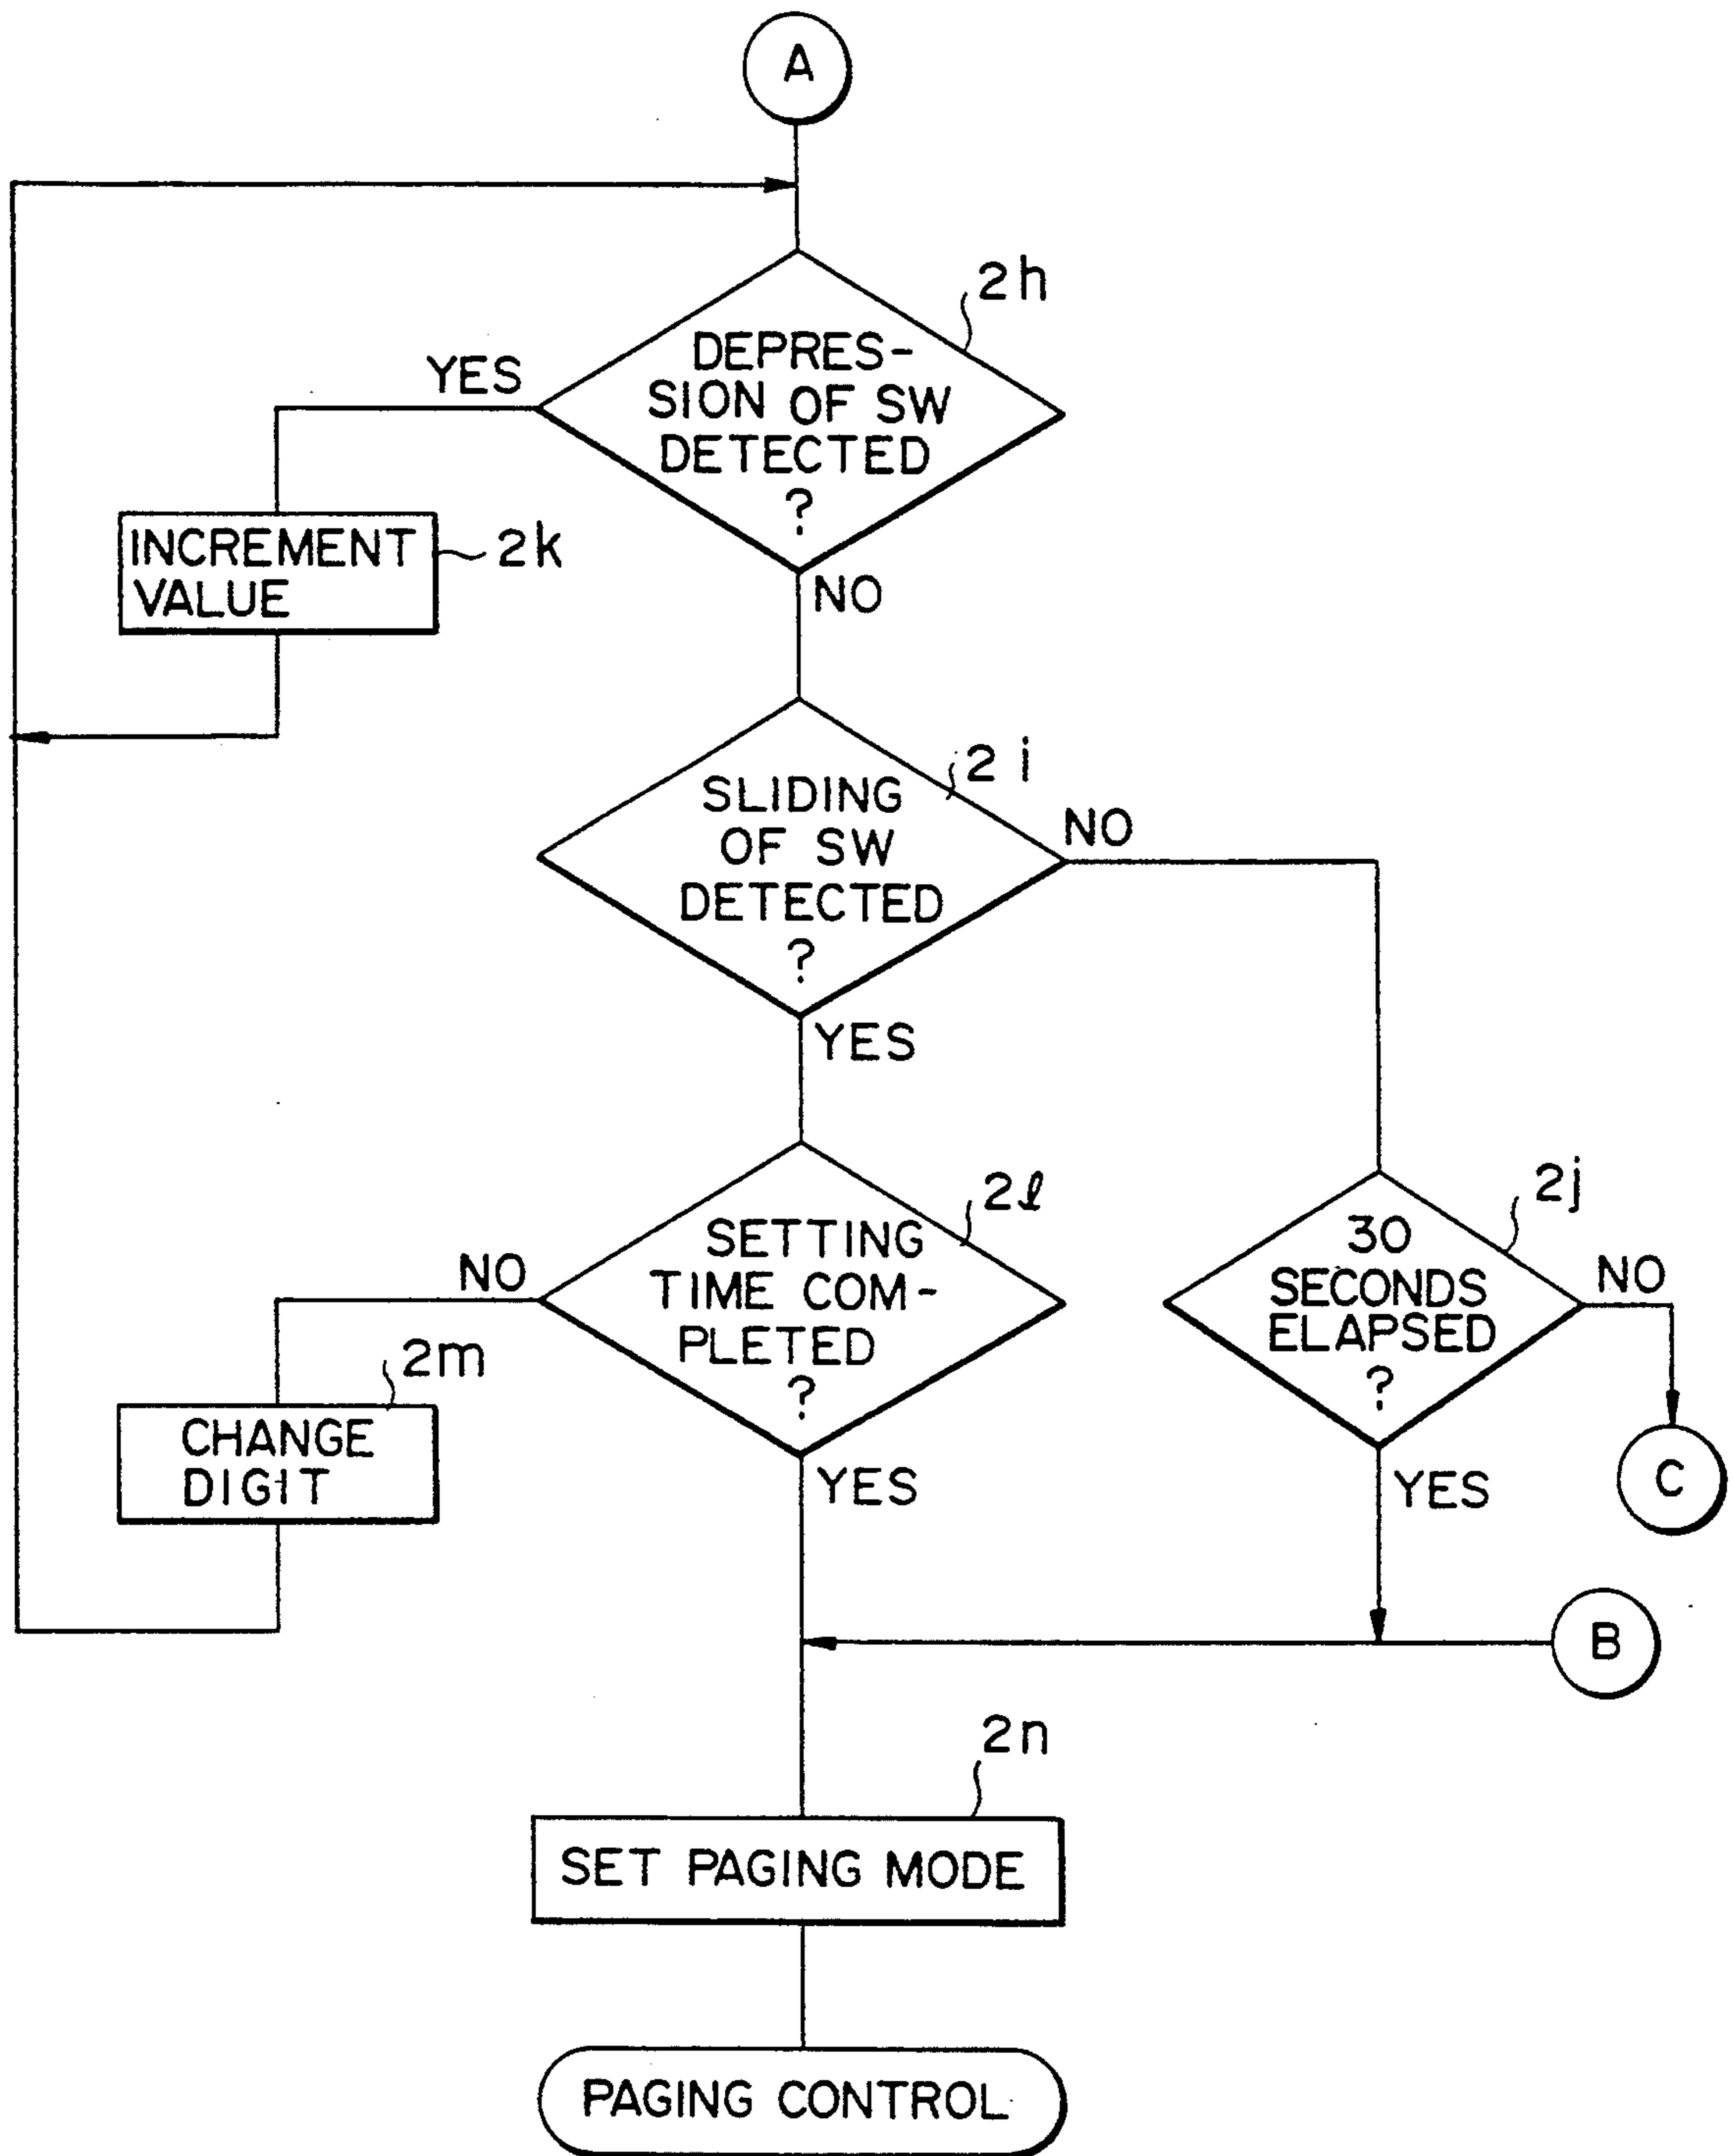 A
2h
DEPRES-
SION OF SW
DETECTED
?
YES
NO
INCREMENT
VALUE
2k
2i
SLIDING
OF SW
DETECTED
?
NO
YES
2ℓ
SETTING
TIME COM-
PLETED
?
NO
YES
2j
30
SECONDS
ELAPSED
?
NO
YES
C
2m
CHANGE
DIGIT
B
2n
SET PAGING MODE
PAGING CONTROL